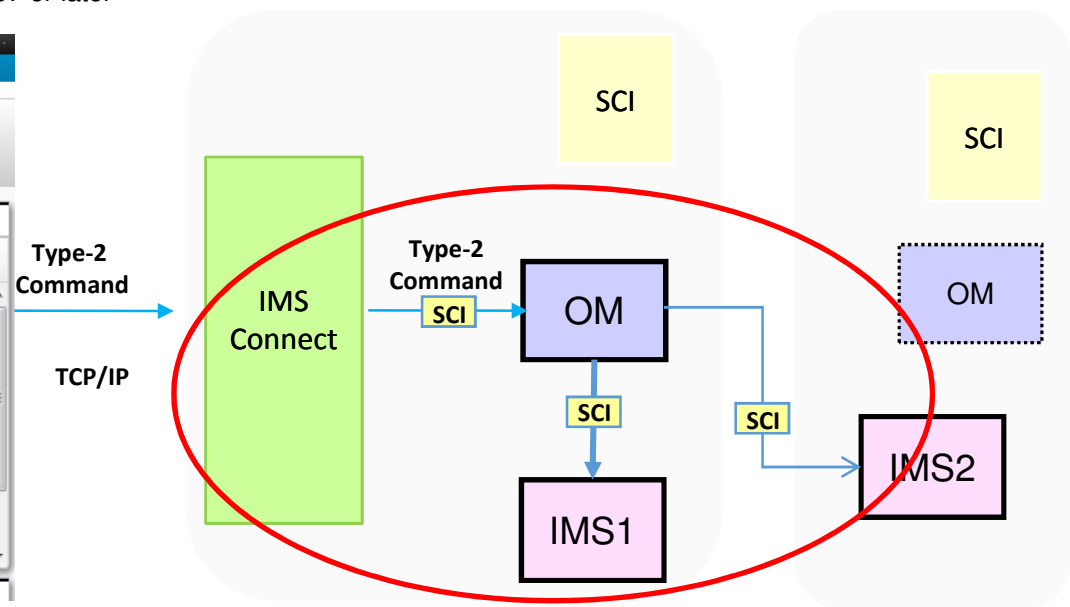 SCI
SCI
Type-2
Command
TCP/IP
IMS
Connect
Type-2
Command
SCI
OM
OM
SCI
SCI
IMS1
IMS2